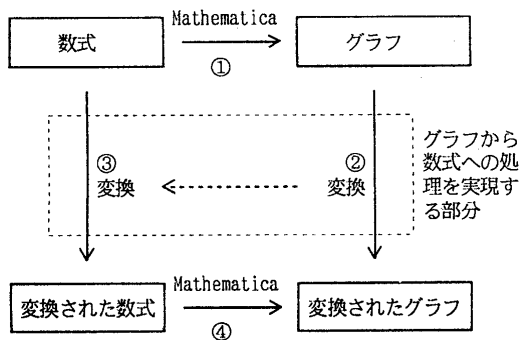 Mathematica
数式
グラフ
①
グラフから
数式への処
理を実現す
る部分
③
変換
②
変換
Mathematica
変換された数式
変換されたグラフ
④